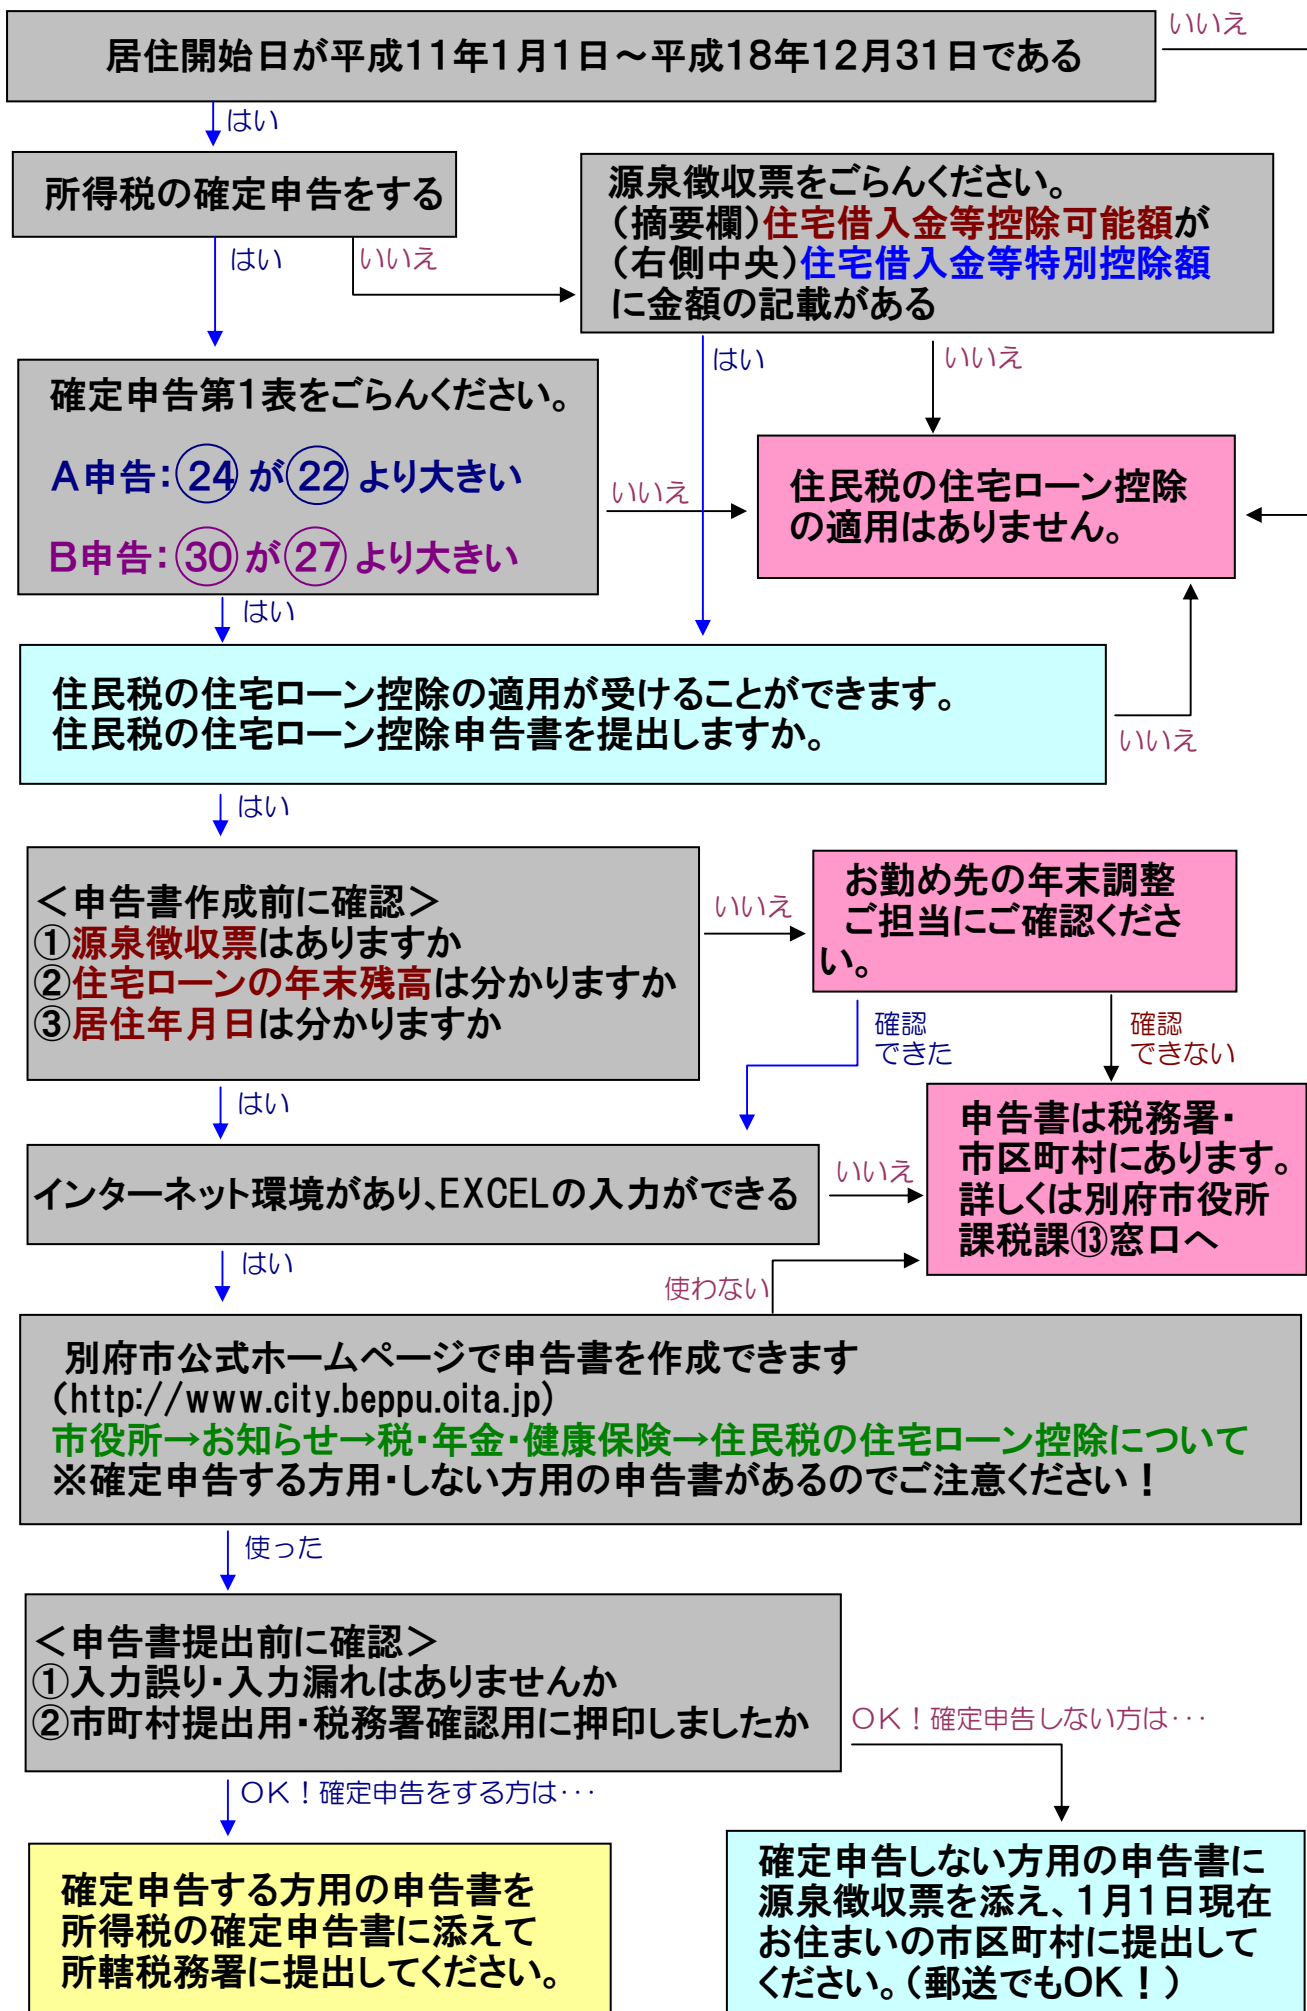 居住開始日が平成11年1月1日～平成18年12月31日である
いいえ
はい
所得税の確定申告をする
はい
いいえ
源泉徴収票をごらんください。
（摘要欄）住宅借入金等控除可能額が
（右側中央）住宅借入金等特別控除額
に金額の記載がある
はい
いいえ
確定申告第1表をごらんください。
A申告：㉔が㉒より大きい
B申告：㉚が㉗より大きい
いいえ
住民税の住宅ローン控除
の適用はありません。
はい
住民税の住宅ローン控除の適用が受けることができます。
住民税の住宅ローン控除申告書を提出しますか。
いいえ
はい
＜申告書作成前に確認＞
①源泉徴収票はありますか
②住宅ローンの年末残高は分かりますか
③居住年月日は分かりますか
いいえ
お勤め先の年末調整
ご担当にご確認くださ
い。
確認
できた
確認
できない
はい
インターネット環境があり、EXCELの入力ができる
いいえ
申告書は税務署・
市区町村にあります。
詳しくは別府市役所
課税課⑬窓口へ
はい
使わない
別府市公式ホームページで申告書を作成できます
(http://www.city.beppu.oita.jp)
市役所→お知らせ→税・年金・健康保険→住民税の住宅ローン控除について
※確定申告する方用・しない方用の申告書があるのでご注意ください！
使った
＜申告書提出前に確認＞
①入力誤り・入力漏れはありませんか
②市町村提出用・税務署確認用に押印しましたか
OK！確定申告しない方は･･･
OK！確定申告をする方は･･･
確定申告する方用の申告書を
所得税の確定申告書に添えて
所轄税務署に提出してください。
確定申告しない方用の申告書に
源泉徴収票を添え、1月1日現在
お住まいの市区町村に提出して
ください。（郵送でもOK！）